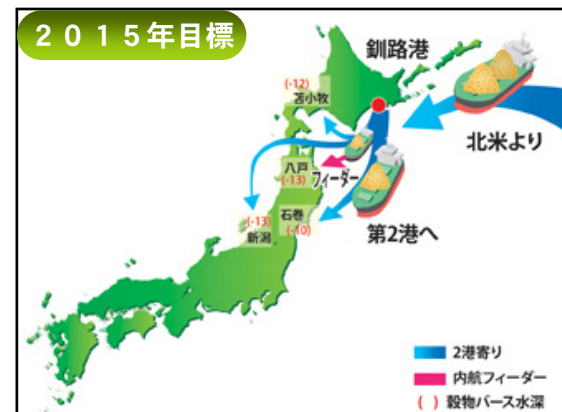 ２０１５年目標
釧路港
(-12)
苫小牧
北米より
八戸
(-13)
フィーダー
石巻
(-10)
(-13)
新潟
第2港へ
2港寄り
内航フィーダー
( ) 穀物バース水深